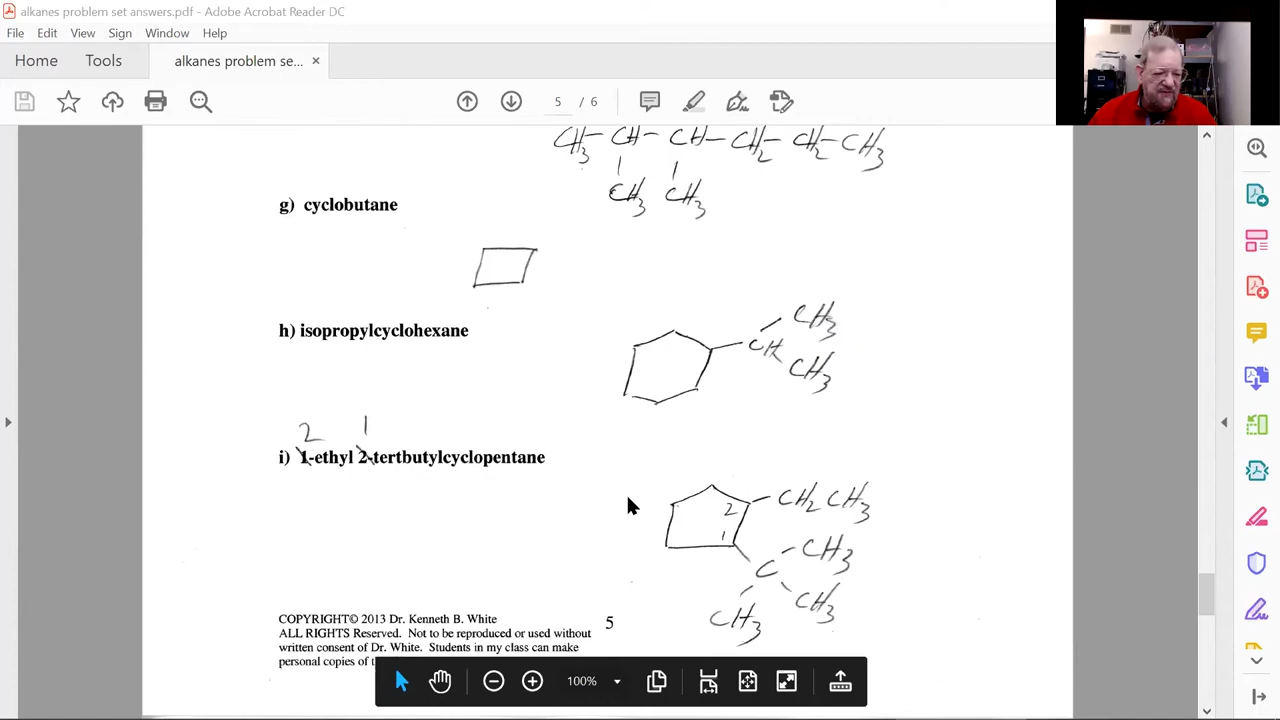 alkanes problem set answers.pdf - Adobe Acrobat Reader DC
File Edit View Sign Window Help
Home Tools alkanes problem se... ×
5 / 6
CH3-CH-CH-CH2-CH2-CH3
CH3 CH3
g) cyclobutane
h) isopropylcyclohexane
CH3
CH
CH3
2 1
i) 1-ethyl 2-tertbutylcyclopentane
2 CH2CH3
1
CH3
C
CH3
CH3
COPYRIGHT© 2013 Dr. Kenneth B. White
5
ALL RIGHTS Reserved. Not to be reproduced or used without
written consent of Dr. White. Students in my class can make
personal copies of
100%